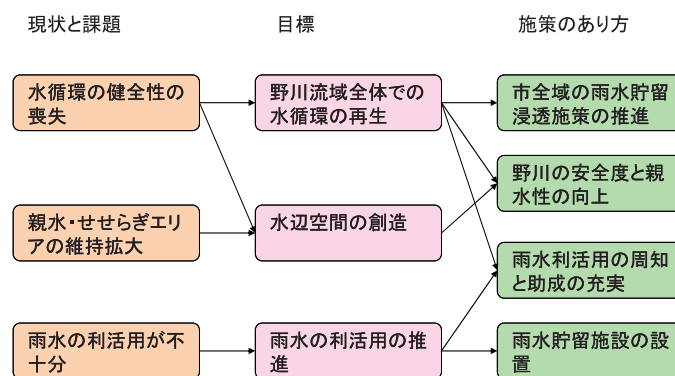 現状と課題
目標
施策のあり方
水循環の健全性の
喪失
野川流域全体での
水循環の再生
市全域の雨水貯留
浸透施策の推進
野川の安全度と親
水性の向上
親水・せせらぎエリ
アの維持拡大
水辺空間の創造
雨水利活用の周知
と助成の充実
雨水の利活用が不
十分
雨水の利活用の推
進
雨水貯留施設の設
置